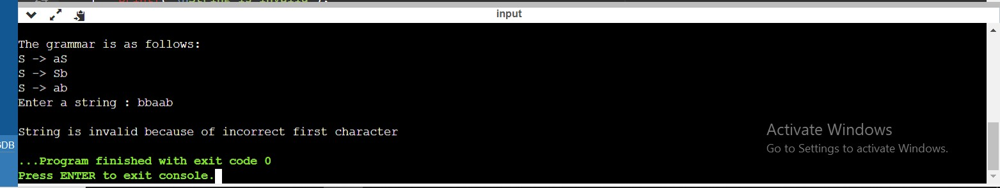 input
The grammar is as follows:
S -> aS
S -> Sb
S -> ab
Enter a string : bbaab
String is invalid because of incorrect first character
Activate Windows
Go to Settings to activate Windows.
GDB
...Program finished with exit code 0
Press ENTER to exit console.